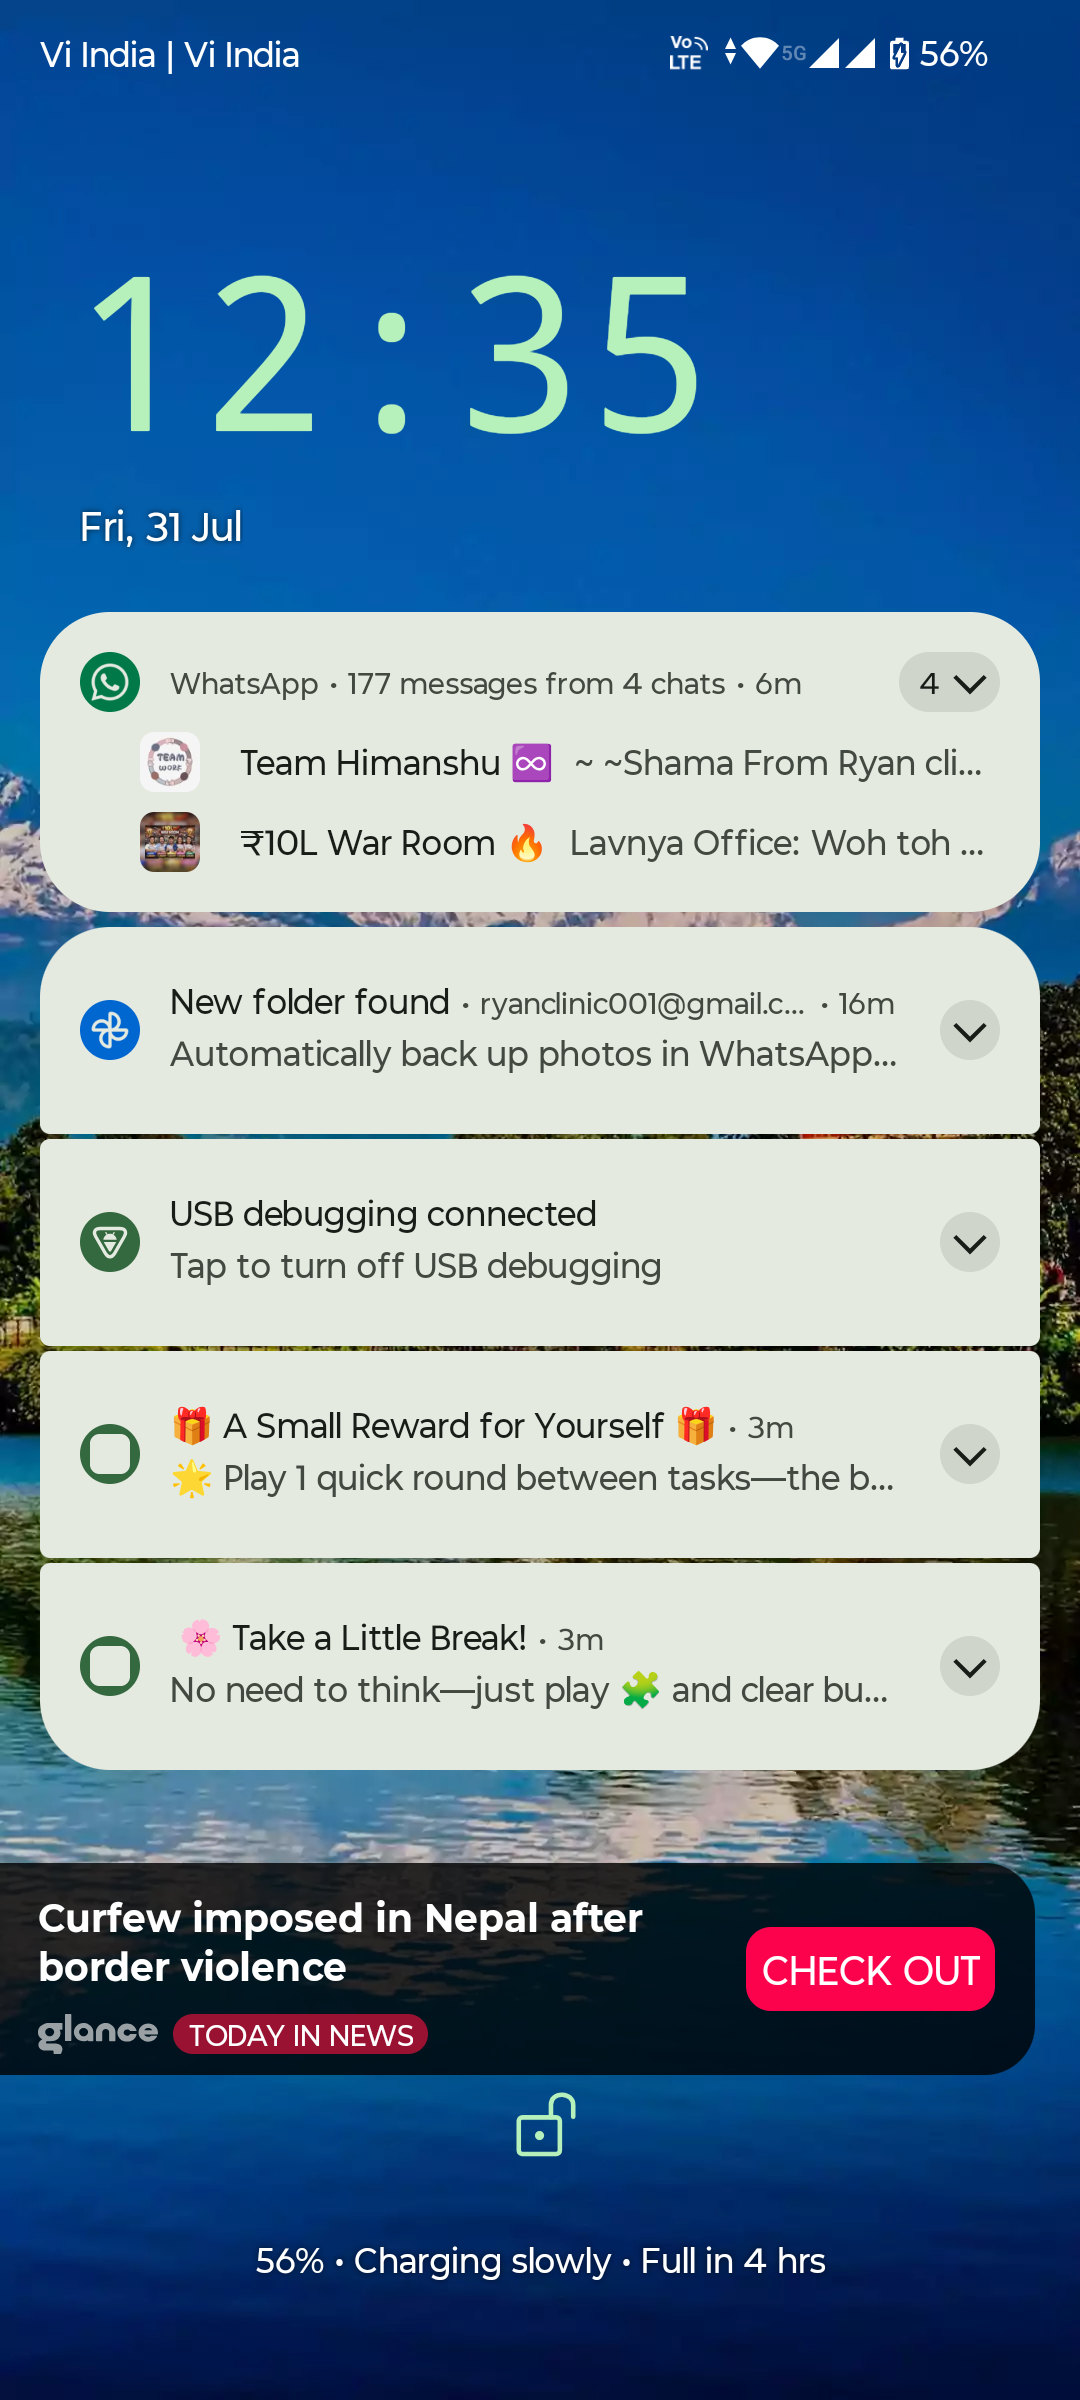 Vi India | Vi India
Vo LTE 5G 56%
12:35
Fri, 31 Jul
WhatsApp • 177 messages from 4 chats • 6m 4
TEAM WORK
Team Himanshu ♾️ ~ ~Shama From Ryan cli...
₹10L War Room 🔥 Lavnya Office: Woh toh ...
New folder found • ryanclinic001@gmail.c... • 16m
Automatically back up photos in WhatsApp...
USB debugging connected
Tap to turn off USB debugging
🎁 A Small Reward for Yourself 🎁 • 3m
🌟 Play 1 quick round between tasks—the b...
🌸 Take a Little Break! • 3m
No need to think—just play 🧩 and clear bu...
Curfew imposed in Nepal after
border violence
CHECK OUT
glance TODAY IN NEWS
56% • Charging slowly • Full in 4 hrs